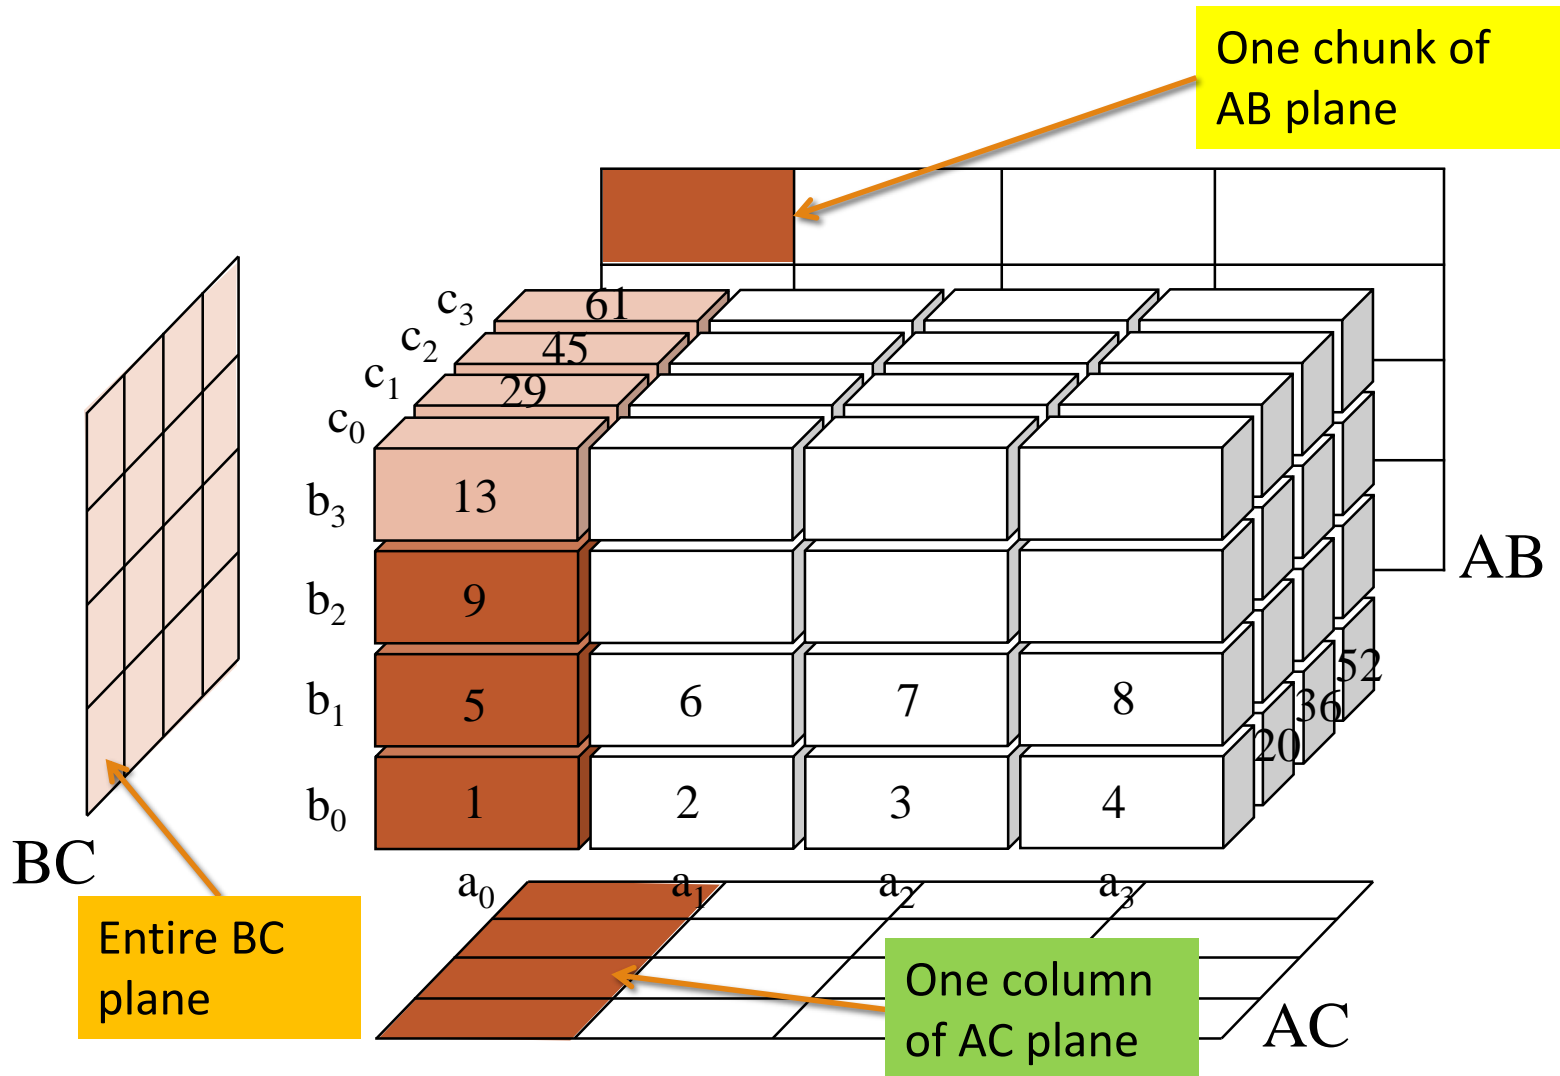 One chunk of
AB plane
c3 61
c2 45
c1 29
c0
b3 13
AB
b2 9
52
b1 5 6 7 8
36
20
b0 1 2 3 4
BC
a0 a1 a2 a3
Entire BC
plane
One column
of AC plane
AC